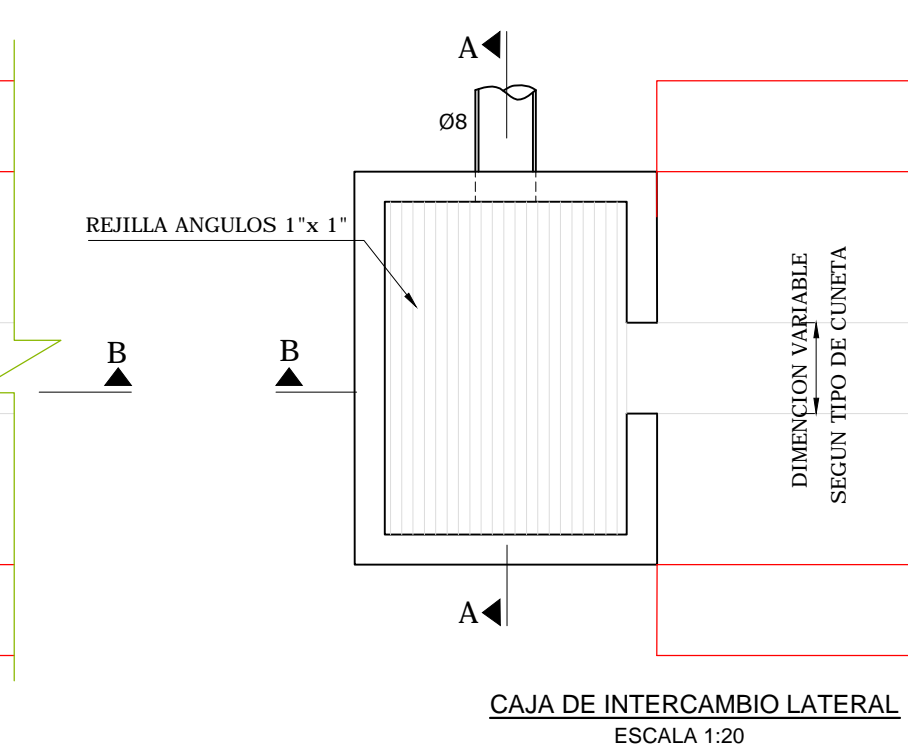 A
Ø8
REJILLA ANGULOS 1"x 1"
B
B
DIMENCION VARIABLE
SEGUN TIPO DE CUNETA
A
CAJA DE INTERCAMBIO LATERAL
ESCALA 1:20